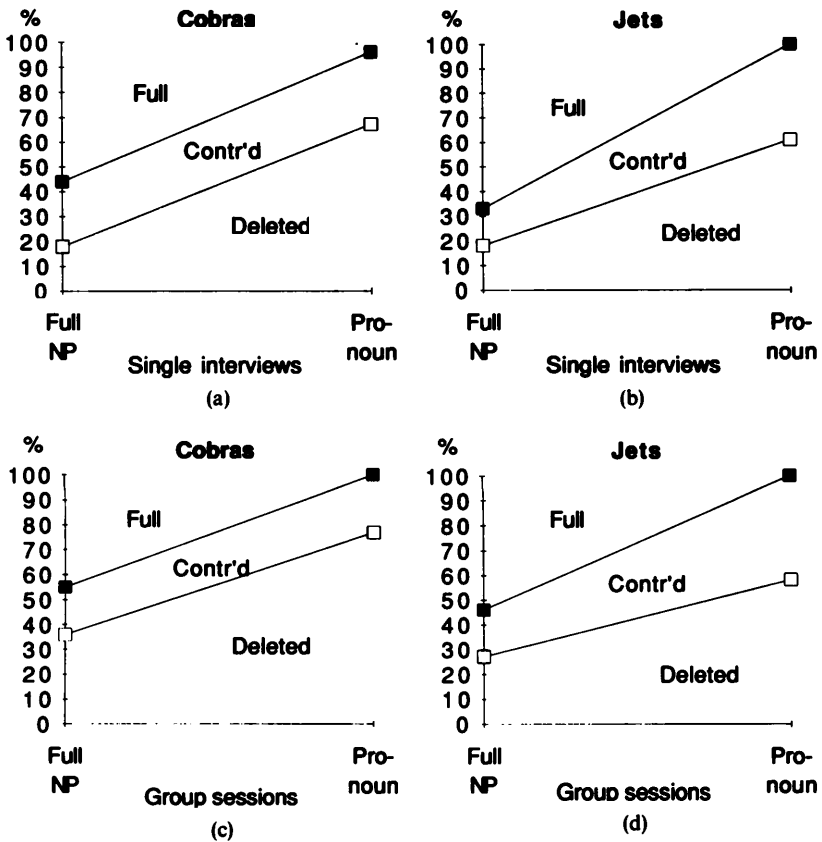 % Cobras
100
90
80
70
60
50
40
30
20
10
0
Full
Contr'd
Deleted
Full
NP
Pro-
noun
Single interviews
(a)
% Jets
100
90
80
70
60
50
40
30
20
10
0
Full
Contr'd
Deleted
Full
NP
Pro-
noun
Single interviews
(b)
% Cobras
100
90
80
70
60
50
40
30
20
10
0
Full
Contr'd
Deleted
Full
NP
Pro-
noun
Group sessions
(c)
% Jets
100
90
80
70
60
50
40
30
20
10
0
Full
Contr'd
Deleted
Full
NP
Pro-
noun
Group sessions
(d)